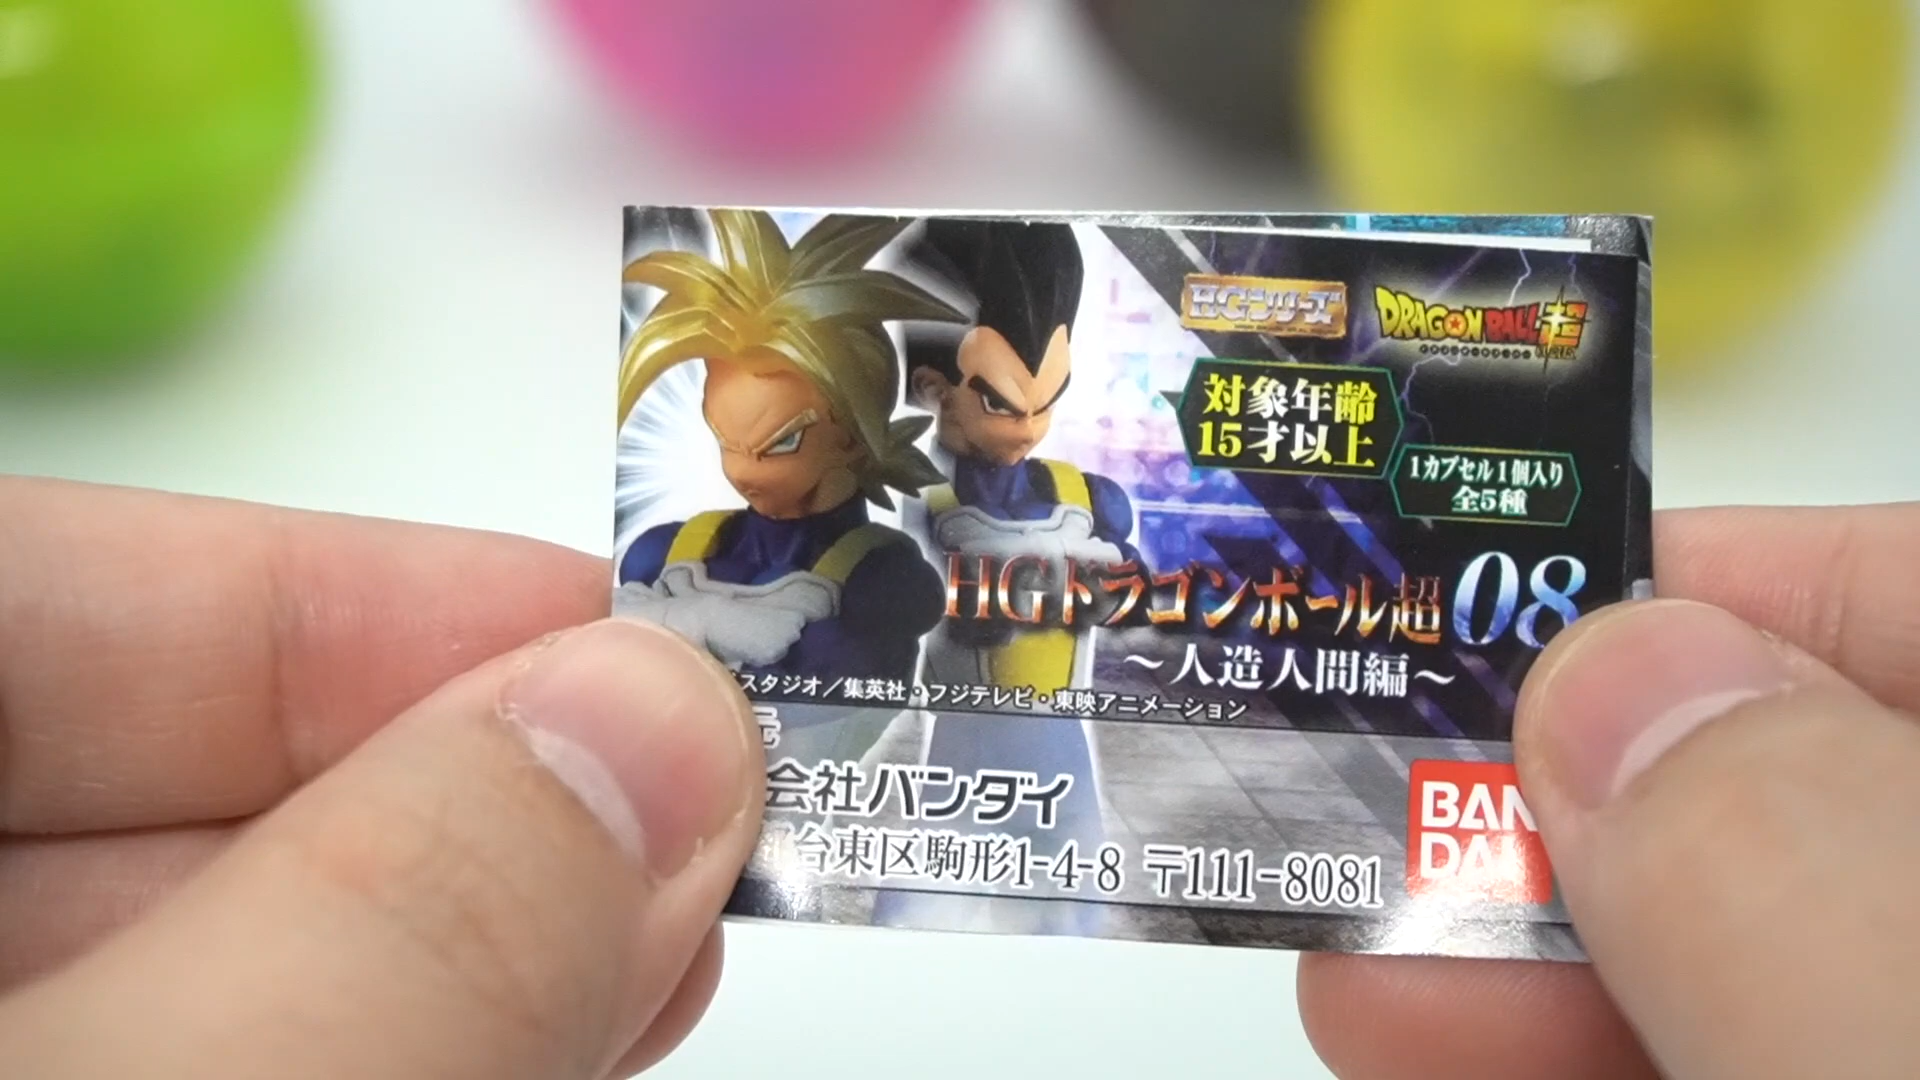 HGシリーズ
DRAGON BALL超
対象年齢
15才以上
1カプセル1個入り
全5種
HGドラゴンボール超08
~人造人間編~
スタジオ/集英社・フジテレビ・東映アニメーション
元
会社バンダイ
台東区駒形1-4-8 〒111-8081
BAN
DAI